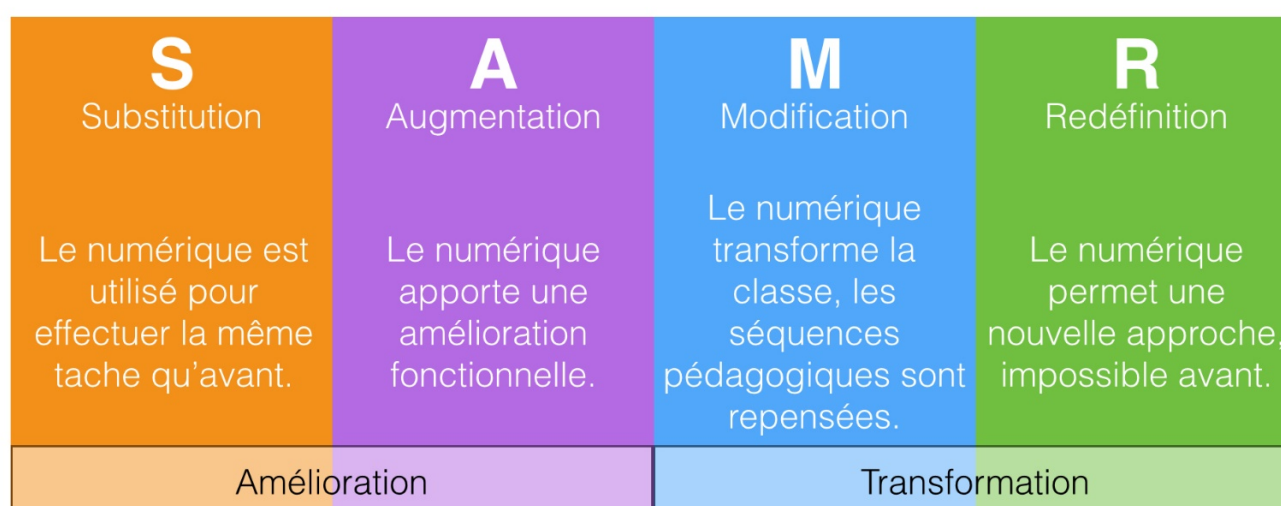 S
Substitution
Le numérique est
utilisé pour
effectuer la même
tache qu'avant.
A
Augmentation
Le numérique
apporte une
amélioration
fonctionnelle.
M
Modification
Le numérique
transforme la
classe, les
séquences
pédagogiques sont
repensées.
R
Redéfinition
Le numérique
permet une
nouvelle approche,
impossible avant.
Amélioration
Transformation